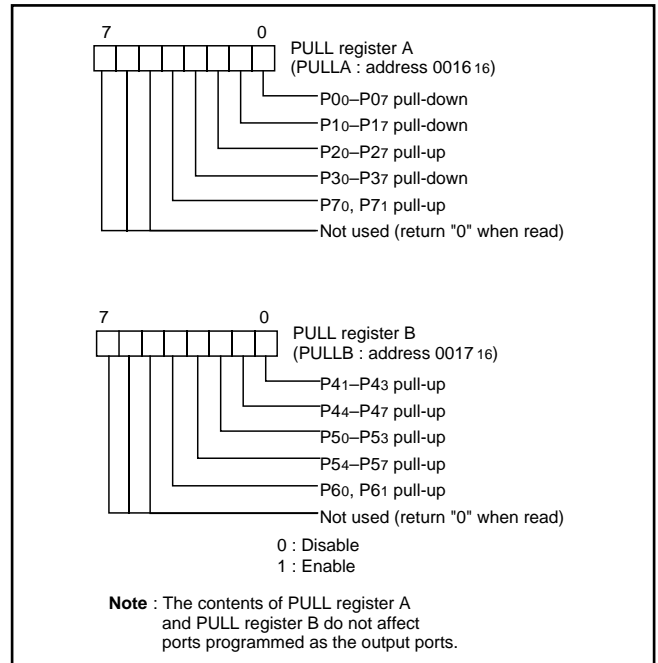 7 0
PULL register A
(PULLA : address 0016 16)
P00–P07 pull-down
P10–P17 pull-down
P20–P27 pull-up
P30–P37 pull-down
P70, P71 pull-up
Not used (return "0" when read)
7 0
PULL register B
(PULLB : address 0017 16)
P41–P43 pull-up
P44–P47 pull-up
P50–P53 pull-up
P54–P57 pull-up
P60, P61 pull-up
Not used (return "0" when read)
0 : Disable
1 : Enable
Note : The contents of PULL register A
and PULL register B do not affect
ports programmed as the output ports.